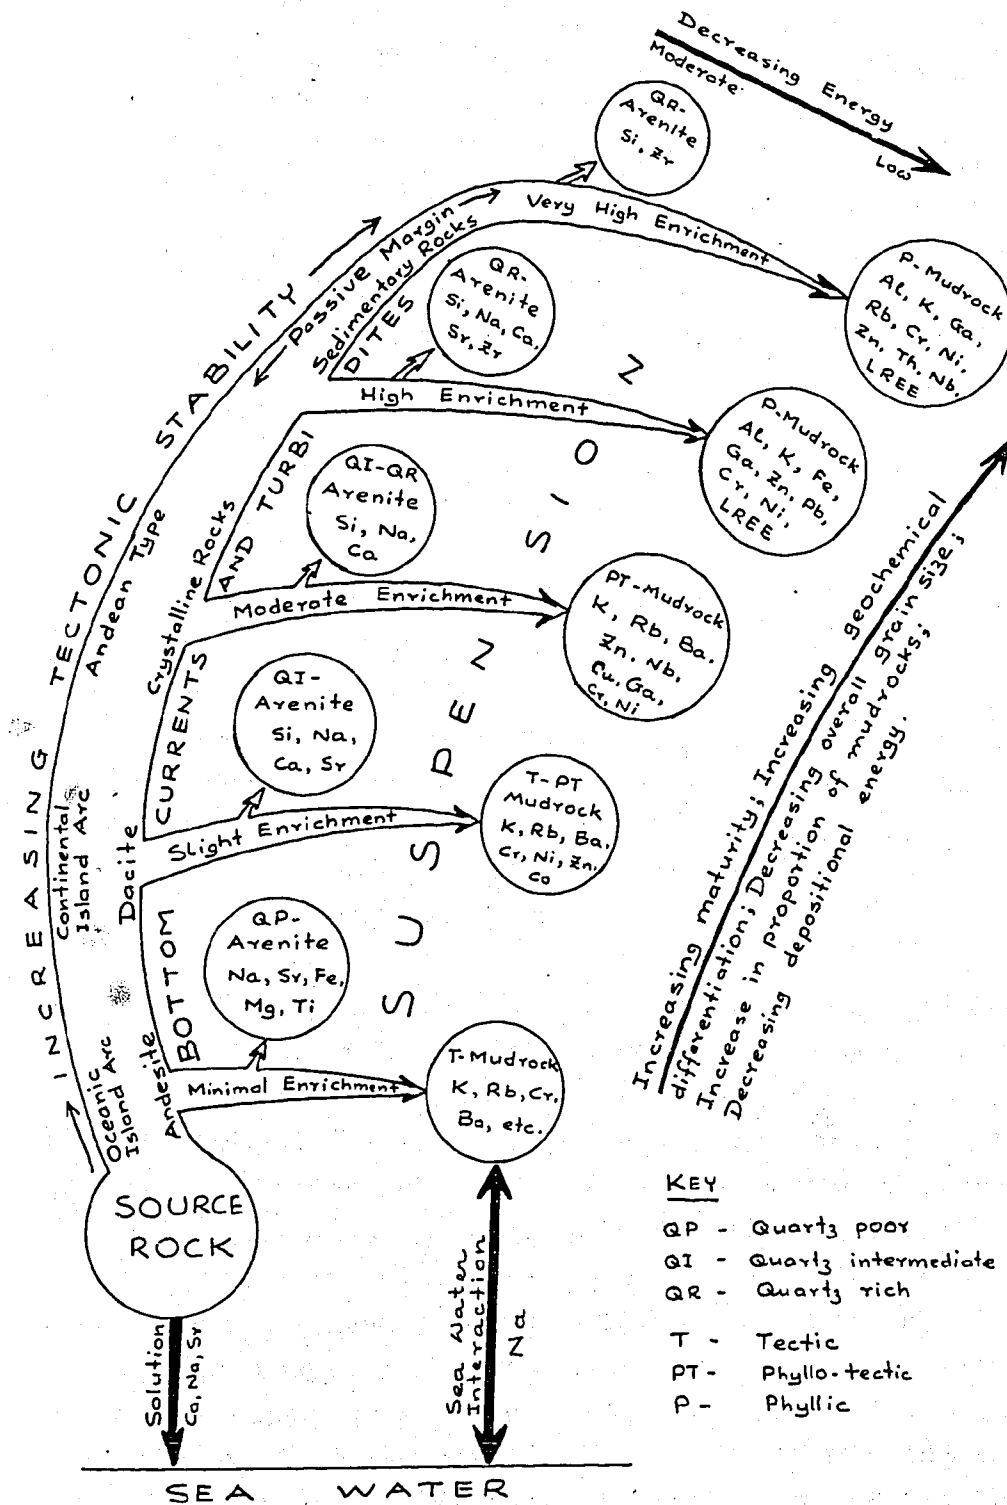 Decreasing Energy
Moderate
Low
QR-
Arenite
Si, Zr
Very High Enrichment
P-Mudrock
Al, K, Ga,
Rb, Cr, Ni,
Zn, Th, Nb.
LREE
INCREASING TECTONIC STABILITY
Passive Margin
Sedimentary Rocks
QR-
Arenite
Si, Na, Ca,
Sr, Zr
High Enrichment
P-Mudrock
Al, K, Fe,
Ga, Zn, Pb,
Cr, Ni,
LREE
BOTTOM CURRENTS AND TURBIDITES
SUSPENSION
Andean Type
Crystalline Rocks
QI-QR
Arenite
Si, Na,
Ca
Moderate Enrichment
PT-Mudrock
K, Rb, Ba.
Zn, Nb,
Cu, Ga,
Cr, Ni
Continental
Island Arc
Dacite
QI-
Arenite
Si, Na,
Ca, Sr
Slight Enrichment
T-PT
Mudrock
K, Rb, Ba,
Cr, Ni, Zn,
Co
Oceanic
Island Arc
Andesite
QP-
Arenite
Na, Sr, Fe,
Mg, Ti
Minimal Enrichment
T-Mudrock
K, Rb, Cr,
Ba, etc.
Increasing maturity; Increasing geochemical
differentiation; Decreasing overall grain size;
Increase in proportion of mudrocks;
Decreasing depositional energy.
SOURCE
ROCK
Solution
Ca, Na, Sr
Sea Water
Interaction
Na
SEA WATER
KEY
QP - Quartz poor
QI - Quartz intermediate
QR - Quartz rich
T - Tectic
PT - Phyllo-tectic
P - Phyllic